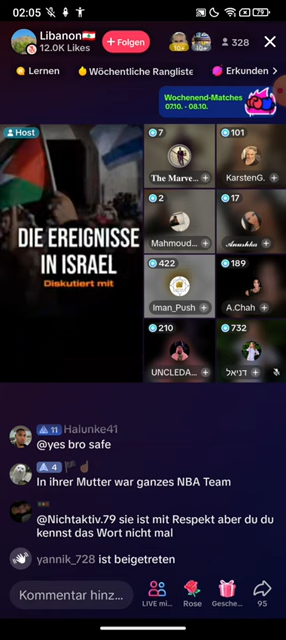 02:05
79
Libanon🇱🇧
12.0K Likes
+ Folgen
10+
10+
328
Lernen
Wöchentliche Rangliste
Erkunden
Wochenend-Matches
07.10. - 08.10.
Host
DIE EREIGNISSE
IN ISRAEL
Diskutiert mit
7
The Marve...
101
KarstenG.
2
Mahmoud...
17
Anushka
422
Iman_Push
189
A.Chah
210
UNCLEDA...
732
דניאל
11 Halunke41
@yes bro safe
4
In ihrer Mutter war ganzes NBA Team
@Nichtaktiv.79 sie ist mit Respekt aber du du
kennst das Wort nicht mal
yannik_728 ist beigetreten
Kommentar hinz...
LIVE mi...
Rose
Gesche...
95